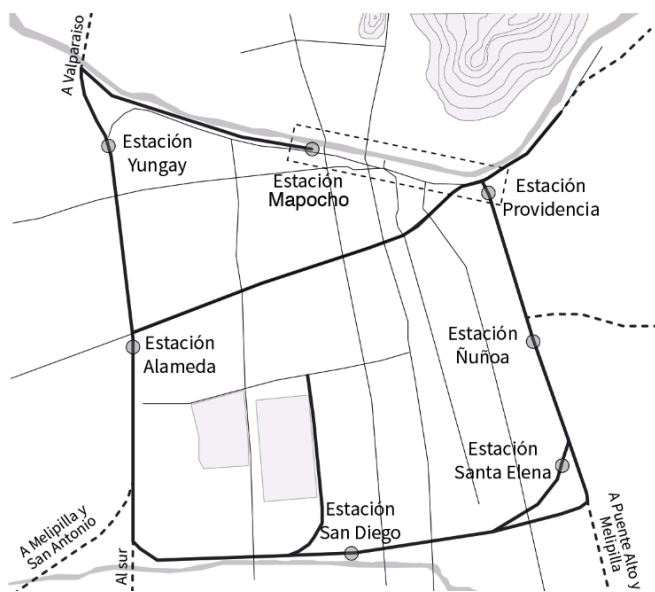 A Valparaiso
Estación
Yungay
Estación
Mapocho
Estación
Providencia
Estación
Alameda
Estación
Ñuñoa
Estación
Santa Elena
Estación
San Diego
A Melipilla y
San Antonio
Al sur
A Puente Alto y
Melipilla